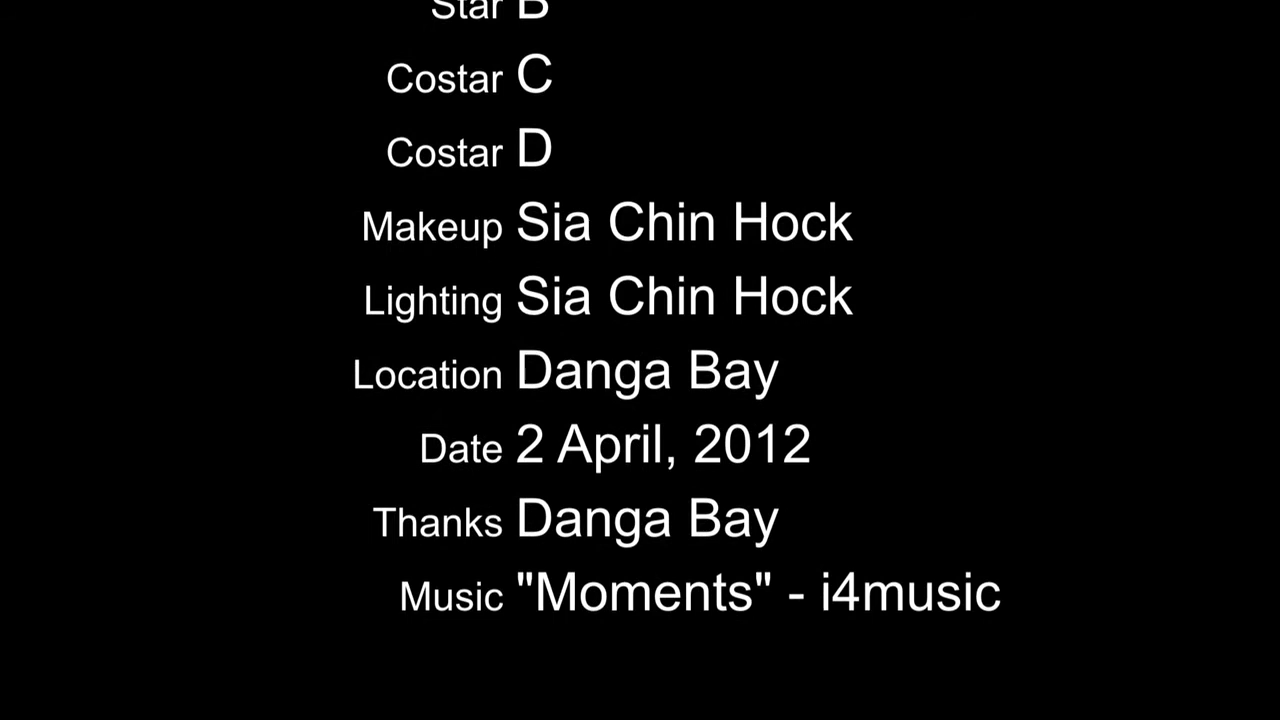 Star B
Costar C
Costar D
Makeup Sia Chin Hock
Lighting Sia Chin Hock
Location Danga Bay
Date 2 April, 2012
Thanks Danga Bay
Music "Moments" - i4music